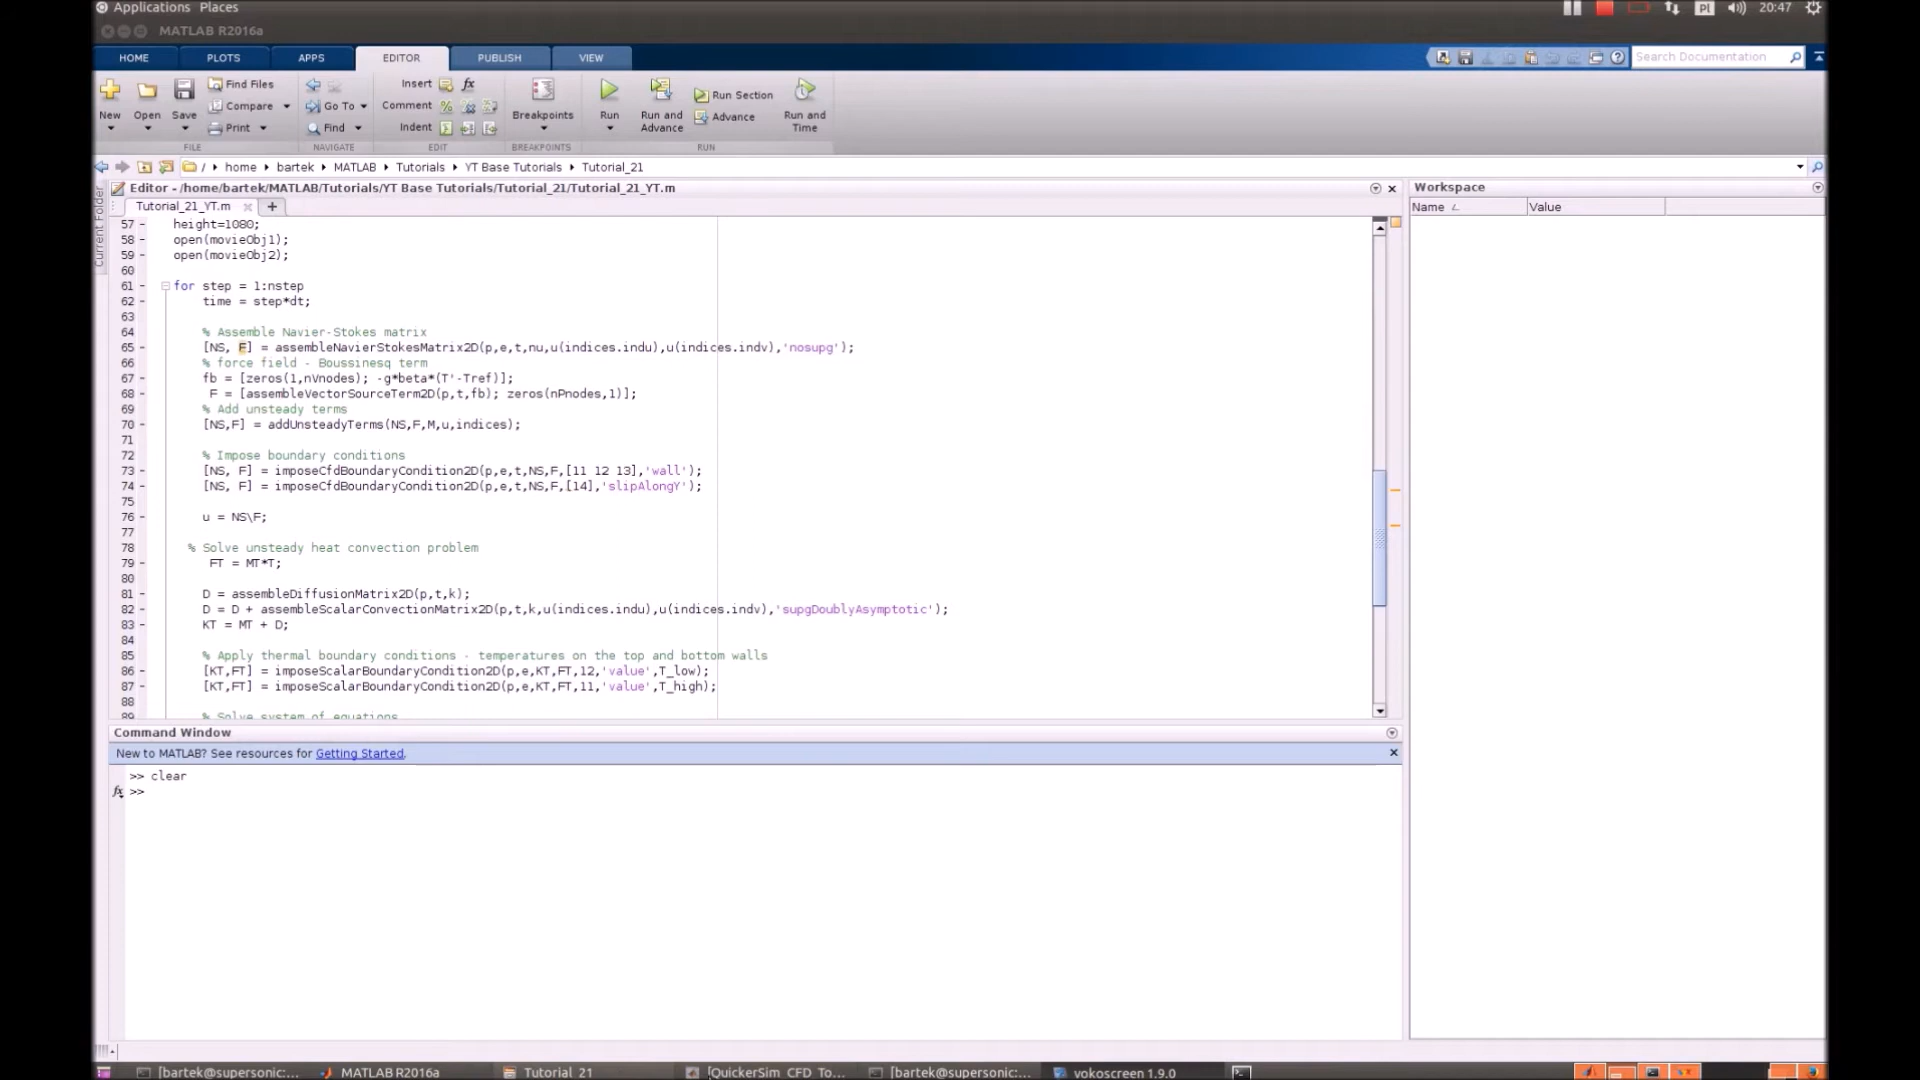 Applications Places
PI 20:47
MATLAB R2016a
HOME PLOTS APPS EDITOR PUBLISH VIEW
Search Documentation
New Open Save Find Files Compare Print
Go To Find
Insert fx
Comment
Indent
Breakpoints Run Run and Advance Run Section Advance Run and Time
FILE NAVIGATE EDIT BREAKPOINTS RUN
/ home bartek MATLAB Tutorials YT Base Tutorials Tutorial_21
Current Folder
Editor - /home/bartek/MATLAB/Tutorials/YT Base Tutorials/Tutorial_21/Tutorial_21_YT.m
Workspace
Tutorial_21_YT.m
Name Value
57 - height=1080;
58 - open(movieObj1);
59 - open(movieObj2);
60
61 - for step = 1:nstep
62 - time = step*dt;
63
64 % Assemble Navier-Stokes matrix
65 - [NS, F] = assembleNavierStokesMatrix2D(p,e,t,nu,u(indices.indu),u(indices.indv),'nosupg');
66 % force field - Boussinesq term
67 - fb = [zeros(1,nVnodes); -g*beta*(T'-Tref)];
68 - F = [assembleVectorSourceTerm2D(p,t,fb); zeros(nPnodes,1)];
69 % Add unsteady terms
70 - [NS,F] = addUnsteadyTerms(NS,F,M,u,indices);
71
72 % Impose boundary conditions
73 - [NS, F] = imposeCfdBoundaryCondition2D(p,e,t,NS,F,[11 12 13],'wall');
74 - [NS, F] = imposeCfdBoundaryCondition2D(p,e,t,NS,F,[14],'slipAlongY');
75
76 - u = NS\F;
77
78 % Solve unsteady heat convection problem
79 - FT = MT*T;
80
81 - D = assembleDiffusionMatrix2D(p,t,k);
82 - D = D + assembleScalarConvectionMatrix2D(p,t,k,u(indices.indu),u(indices.indv),'supgDoublyAsymptotic');
83 - KT = MT + D;
84
85 % Apply thermal boundary conditions - temperatures on the top and bottom walls
86 - [KT,FT] = imposeScalarBoundaryCondition2D(p,e,KT,FT,12,'value',T_low);
87 - [KT,FT] = imposeScalarBoundaryCondition2D(p,e,KT,FT,11,'value',T_high);
88
89 % Solve system of equations
Command Window
New to MATLAB? See resources for Getting Started.
>> clear
fx >>
[bartek@supersonic:... MATLAB R2016a Tutorial 21 [QuickerSim CFD To... [bartek@supersonic:... vokoscreen 1.9.0